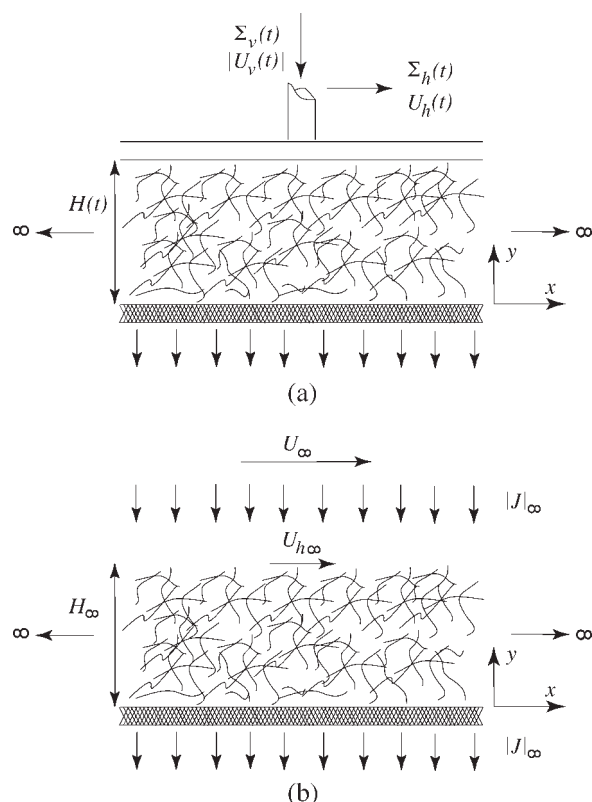 Σ_v(t)
|U_v(t)|
Σ_h(t)
U_h(t)
H(t)
∞
∞
y
x
(a)
U_∞
|J|_∞
U_h∞
H_∞
∞
∞
y
x
|J|_∞
(b)